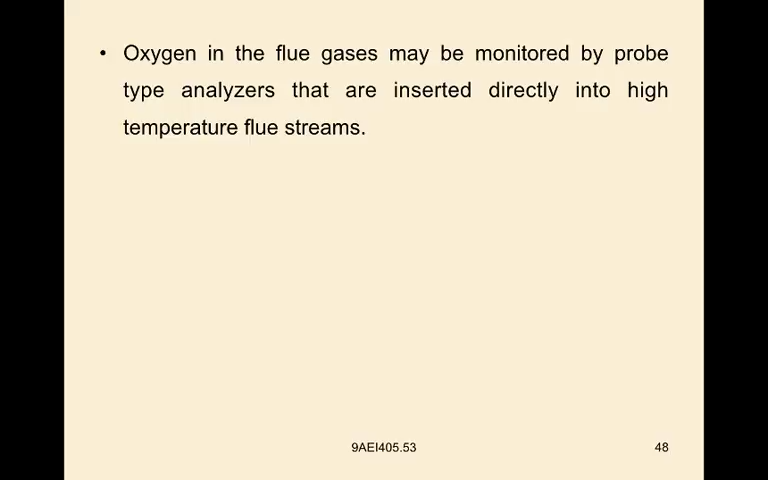 • Oxygen in the flue gases may be monitored by probe
type analyzers that are inserted directly into high
temperature flue streams.
9AEI405.53
48